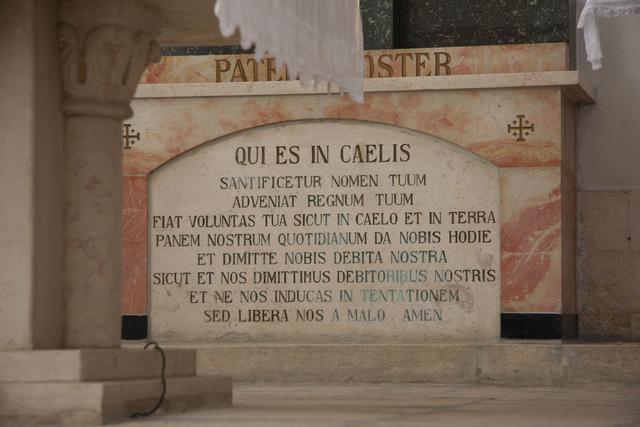 PATE OSTER
QUI ES IN CAELIS
SANTIFICETUR NOMEN TUUM
ADVENIAT REGNUM TUUM
FIAT VOLUNTAS TUA SICUT IN CAELO ET IN TERRA
PANEM NOSTRUM QUOTIDIANUM DA NOBIS HODIE
ET DIMITTE NOBIS DEBITA NOSTRA
SICUT ET NOS DIMITTIMUS DEBITORIBUS NOSTRIS
ET NE NOS INDUCAS IN TENTATIONEM
SED LIBERA NOS A MALO . AMEN